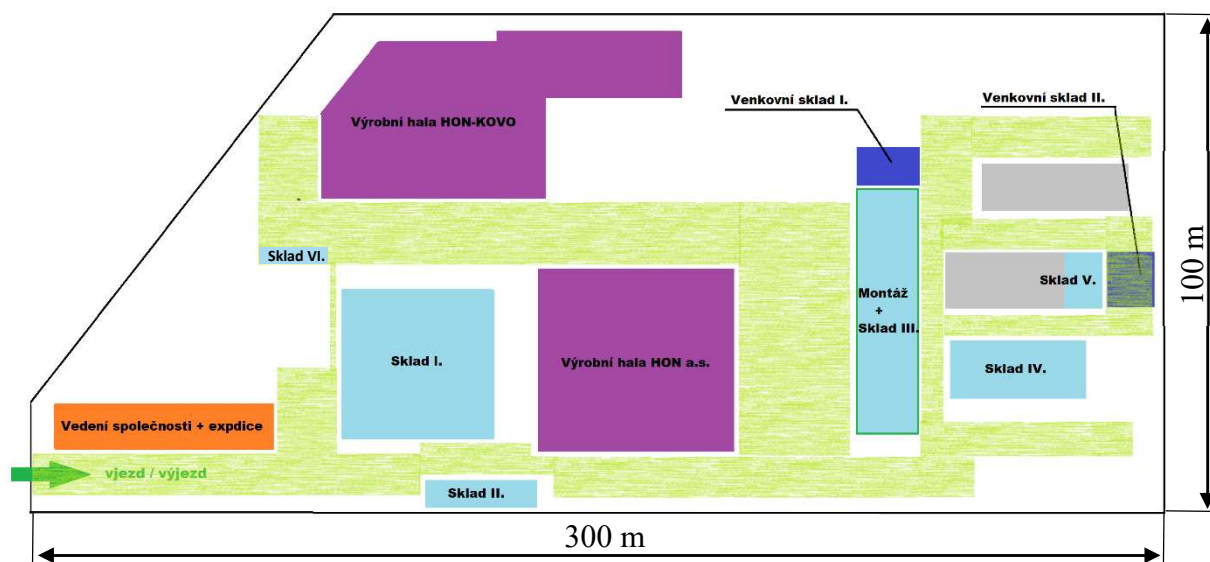 Venkovní sklad I.
Venkovní sklad II.
Výrobní hala HON-KOVO
Sklad VI.
Sklad V.
Montáž
+
Sklad III.
Sklad I.
Výrobní hala HON a.s.
Sklad IV.
Vedení společnosti + expdice
vjezd / výjezd
Sklad II.
100 m
300 m